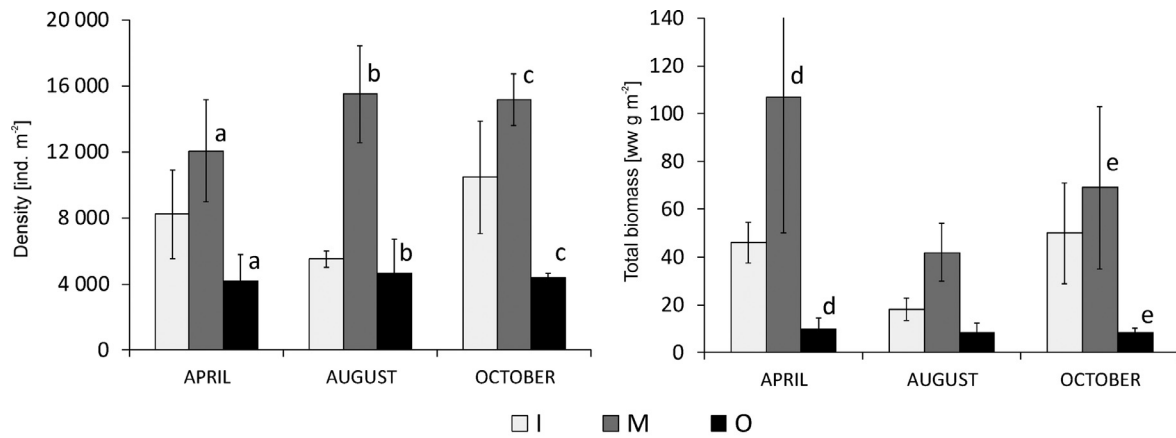 20 000
16 000
12 000
8 000
4 000
0
Density [ind. m-2]
a
a
b
b
c
c
APRIL AUGUST OCTOBER
140
120
100
80
60
40
20
0
Total biomass [ww g m-2]
d
d
e
e
APRIL AUGUST OCTOBER
I M O